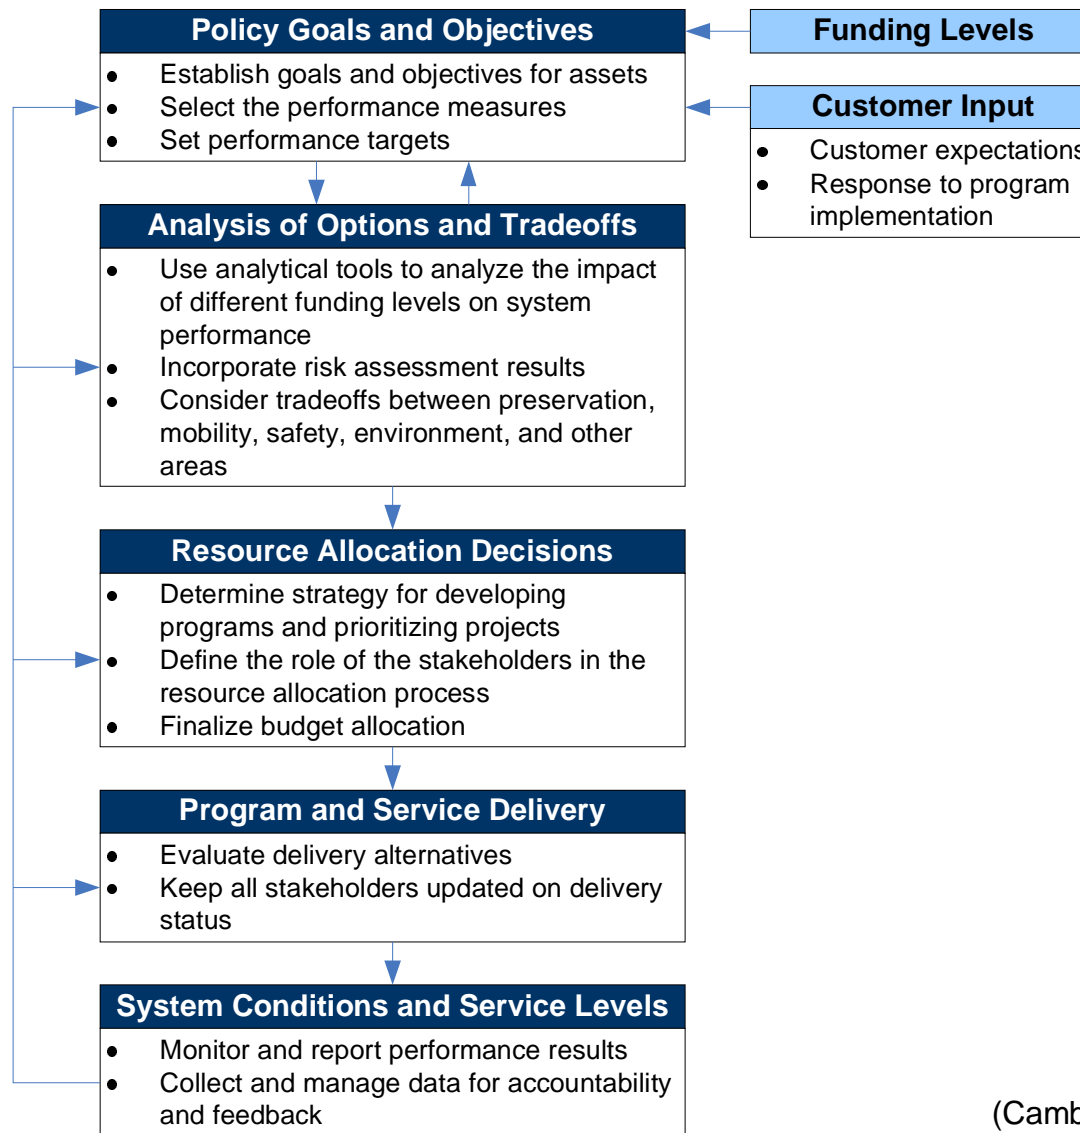 Policy Goals and Objectives
• Establish goals and objectives for assets
• Select the performance measures
• Set performance targets
Funding Levels
Customer Input
• Customer expectations
• Response to program
implementation
Analysis of Options and Tradeoffs
• Use analytical tools to analyze the impact
of different funding levels on system
performance
• Incorporate risk assessment results
• Consider tradeoffs between preservation,
mobility, safety, environment, and other
areas
Resource Allocation Decisions
• Determine strategy for developing
programs and prioritizing projects
• Define the role of the stakeholders in the
resource allocation process
• Finalize budget allocation
Program and Service Delivery
• Evaluate delivery alternatives
• Keep all stakeholders updated on delivery
status
System Conditions and Service Levels
• Monitor and report performance results
• Collect and manage data for accountability
and feedback